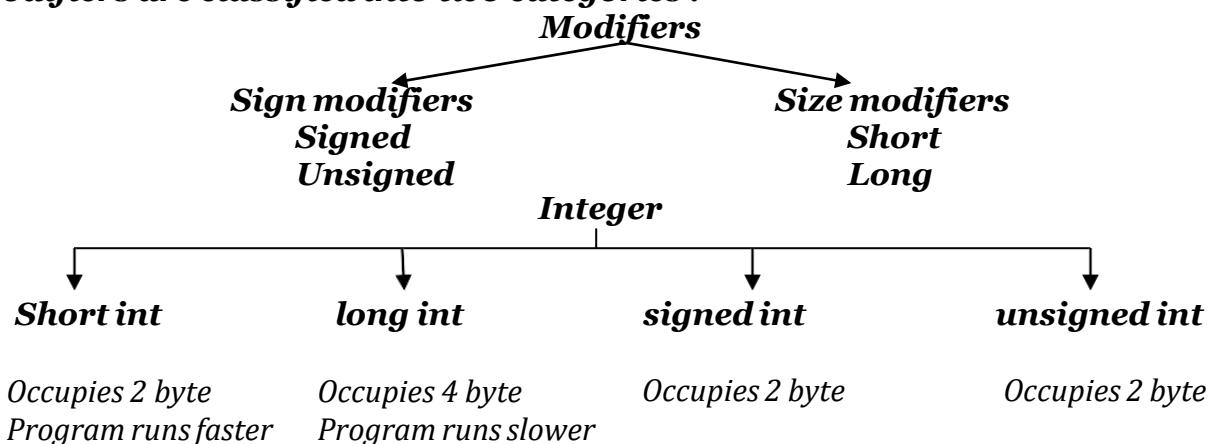 Modifiers
Sign modifiers Size modifiers
Signed Short
Unsigned Long
Integer
Short int long int signed int unsigned int
Occupies 2 byte Occupies 4 byte Occupies 2 byte Occupies 2 byte
Program runs faster Program runs slower